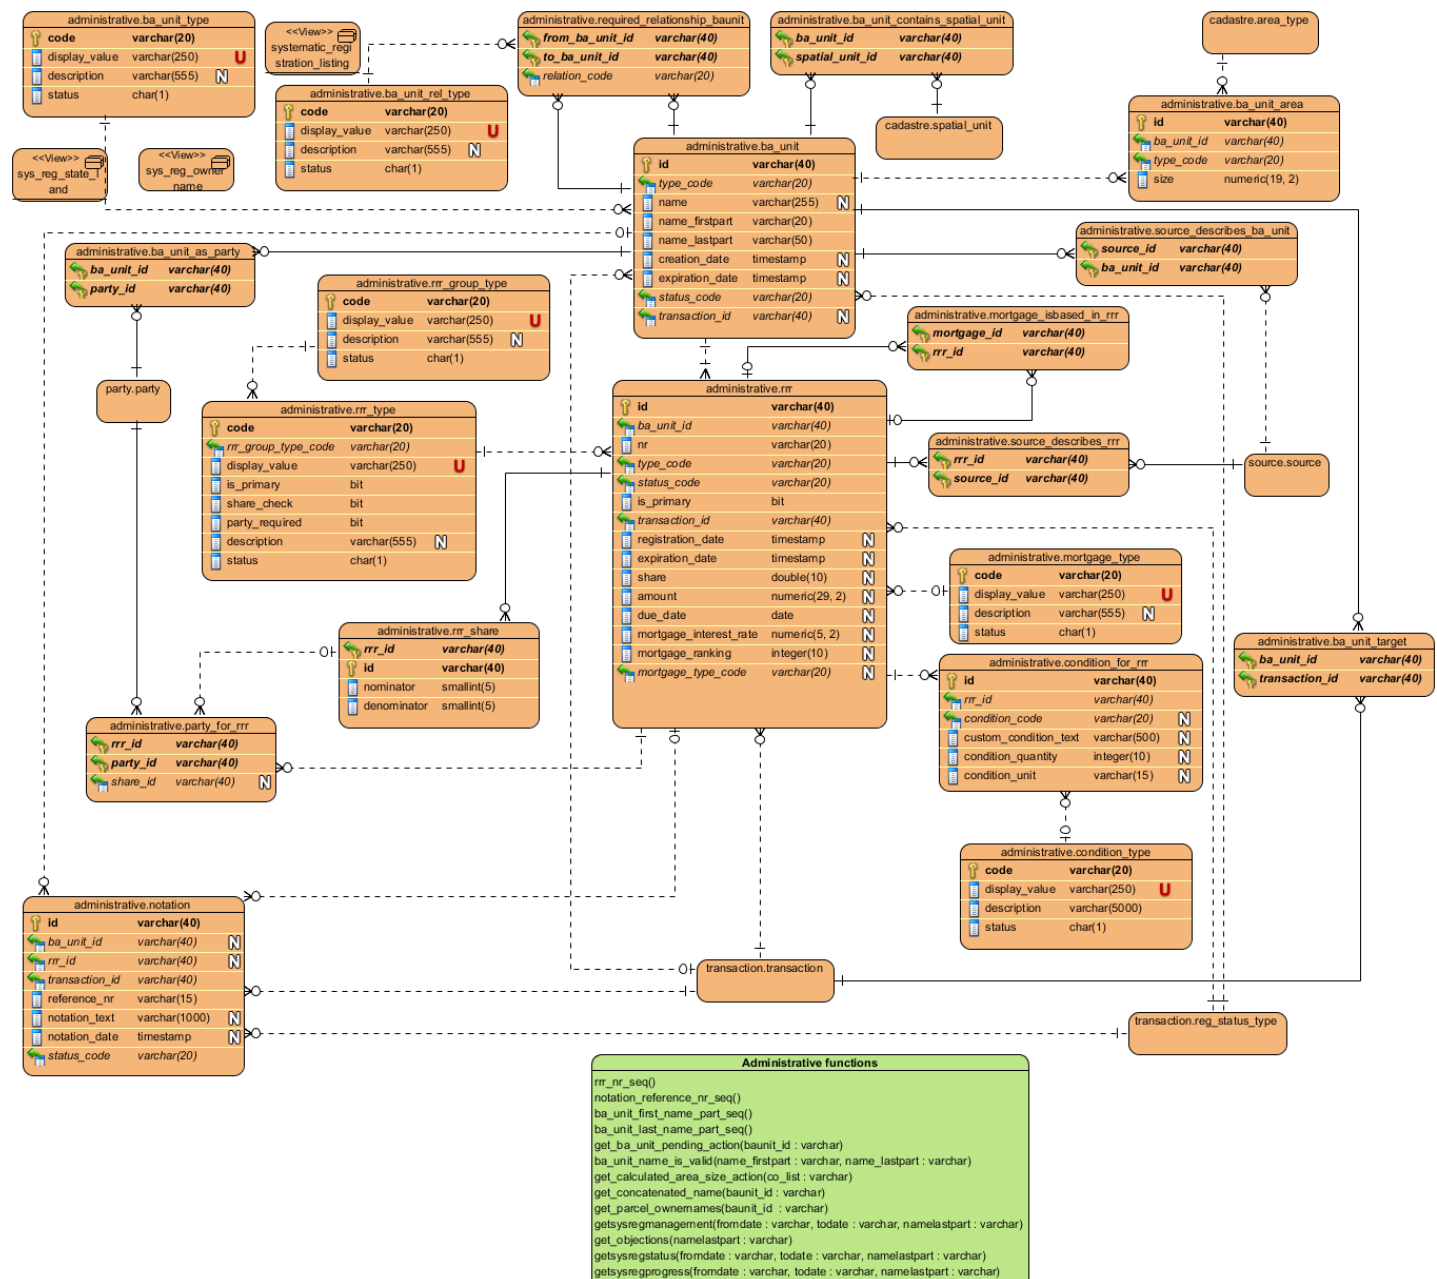 administrative.ba_unit_type
code varchar(20)
display_value varchar(250) U
description varchar(555) N
status char(1)
<<View>>
systematic_regi
stration_listing
administrative.required_relationship_baunit
from_ba_unit_id varchar(40)
to_ba_unit_id varchar(40)
relation_code varchar(20)
administrative.ba_unit_contains_spatial_unit
ba_unit_id varchar(40)
spatial_unit_id varchar(40)
cadastre.area_type
administrative.ba_unit_rel_type
code varchar(20)
display_value varchar(250) U
description varchar(555) N
status char(1)
cadastre.spatial_unit
administrative.ba_unit_area
id varchar(40)
ba_unit_id varchar(40)
type_code varchar(20)
size numeric(19, 2)
<<View>>
sys_reg_state_l
and
<<View>>
sys_reg_owner
name
administrative.ba_unit
id varchar(40)
type_code varchar(20)
name varchar(255) N
name_firstpart varchar(20)
name_lastpart varchar(50)
creation_date timestamp N
expiration_date timestamp N
status_code varchar(20)
transaction_id varchar(40) N
administrative.source_describes_ba_unit
source_id varchar(40)
ba_unit_id varchar(40)
administrative.ba_unit_as_party
ba_unit_id varchar(40)
party_id varchar(40)
administrative.rrr_group_type
code varchar(20)
display_value varchar(250) U
description varchar(555) N
status char(1)
administrative.mortgage_isbased_in_rrr
mortgage_id varchar(40)
rrr_id varchar(40)
party.party
administrative.rrr_type
code varchar(20)
rrr_group_type_code varchar(20)
display_value varchar(250) U
is_primary bit
share_check bit
party_required bit
description varchar(555) N
status char(1)
administrative.rrr
id varchar(40)
ba_unit_id varchar(40)
nr varchar(20)
type_code varchar(20)
status_code varchar(20)
is_primary bit
transaction_id varchar(40)
registration_date timestamp N
expiration_date timestamp N
share double(10) N
amount numeric(29, 2) N
due_date date N
mortgage_interest_rate numeric(5, 2) N
mortgage_ranking integer(10) N
mortgage_type_code varchar(20) N
administrative.source_describes_rrr
rrr_id varchar(40)
source_id varchar(40)
source.source
administrative.mortgage_type
code varchar(20)
display_value varchar(250) U
description varchar(555) N
status char(1)
administrative.rrr_share
rrr_id varchar(40)
id varchar(40)
nominator smallint(5)
denominator smallint(5)
administrative.ba_unit_target
ba_unit_id varchar(40)
transaction_id varchar(40)
administrative.condition_for_rrr
id varchar(40)
rrr_id varchar(40)
condition_code varchar(20) N
custom_condition_text varchar(500) N
condition_quantity integer(10) N
condition_unit varchar(15) N
administrative.party_for_rrr
rrr_id varchar(40)
party_id varchar(40)
share_id varchar(40) N
administrative.condition_type
code varchar(20)
display_value varchar(250) U
description varchar(5000)
status char(1)
administrative.notation
id varchar(40)
ba_unit_id varchar(40) N
rrr_id varchar(40) N
transaction_id varchar(40)
reference_nr varchar(15)
notation_text varchar(1000) N
notation_date timestamp N
status_code varchar(20)
transaction.transaction
transaction.reg_status_type
Administrative functions
rrr_nr_seq()
notation_reference_nr_seq()
ba_unit_first_name_part_seq()
ba_unit_last_name_part_seq()
get_ba_unit_pending_action(baunit_id : varchar)
ba_unit_name_is_valid(name_firstpart : varchar, name_lastpart : varchar)
get_calculated_area_size_action(co_list : varchar)
get_concatenated_name(baunit_id : varchar)
get_parcel_ownernames(baunit_id : varchar)
getsysregmanagement(fromdate : varchar, todate : varchar, namelastpart : varchar)
get_objections(namelastpart : varchar)
getsysregstatus(fromdate : varchar, todate : varchar, namelastpart : varchar)
getsysregprogress(fromdate : varchar, todate : varchar, namelastpart : varchar)